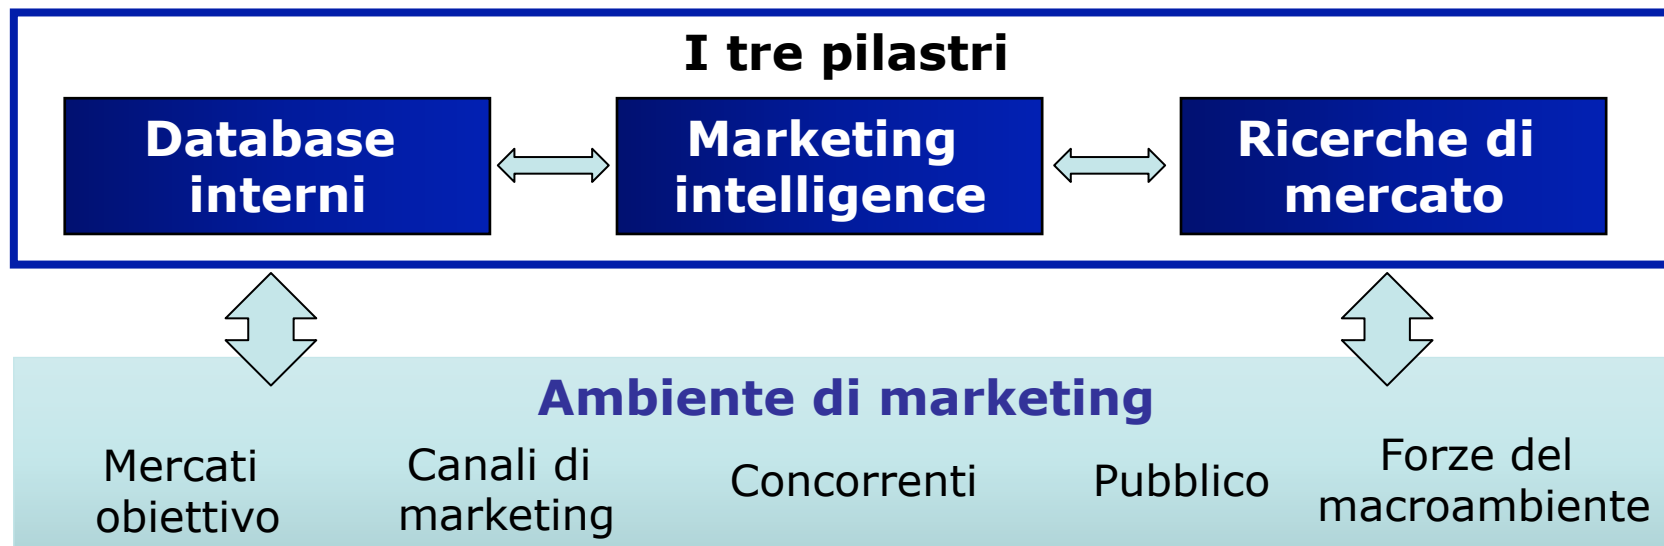 I tre pilastri
Database
interni
Marketing
intelligence
Ricerche di
mercato
Ambiente di marketing
Mercati
obiettivo
Canali di
marketing
Concorrenti
Pubblico
Forze del
macroambiente